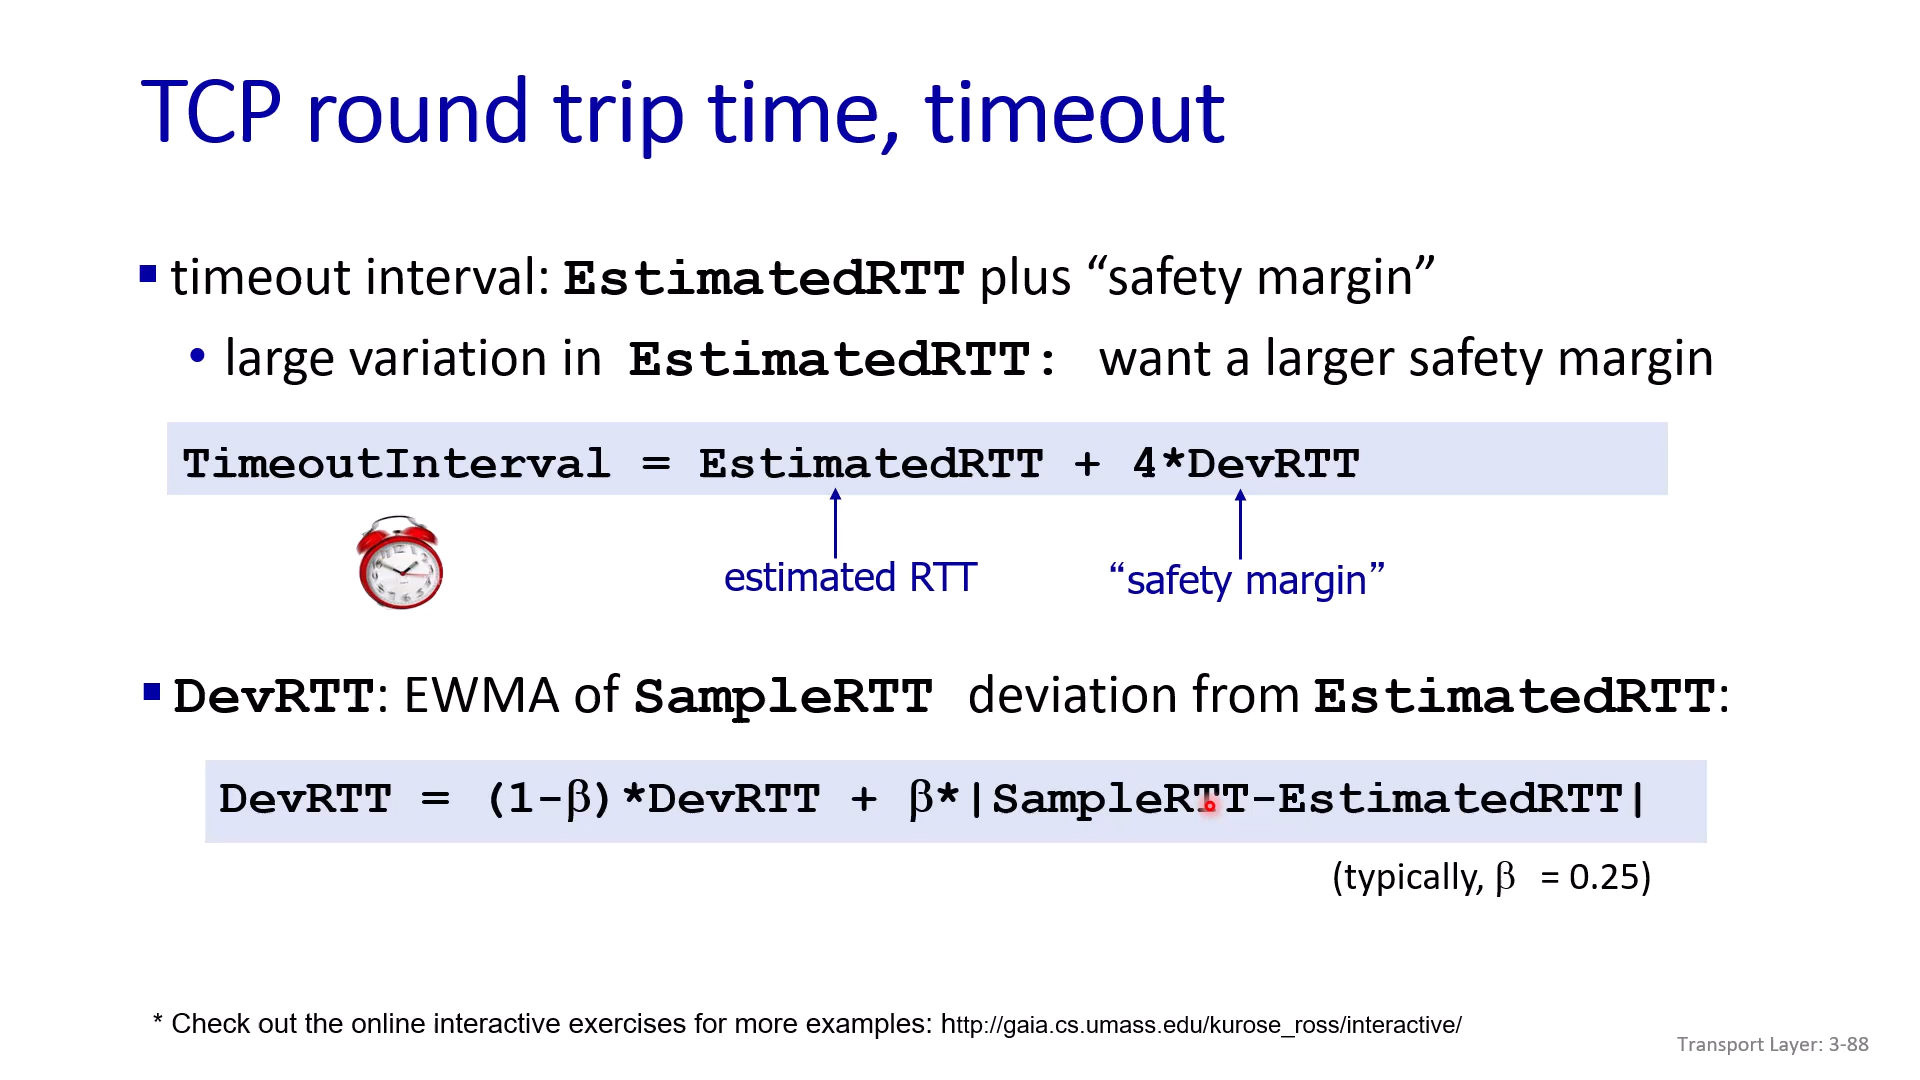 TCP round trip time, timeout
timeout interval: EstimatedRTT plus “safety margin”
large variation in EstimatedRTT: want a larger safety margin
TimeoutInterval = EstimatedRTT + 4*DevRTT
estimated RTT
“safety margin”
DevRTT: EWMA of SampleRTT deviation from EstimatedRTT:
DevRTT = (1-β)*DevRTT + β*|SampleRTT-EstimatedRTT|
(typically, β = 0.25)
* Check out the online interactive exercises for more examples: http://gaia.cs.umass.edu/kurose_ross/interactive/
Transport Layer: 3-88